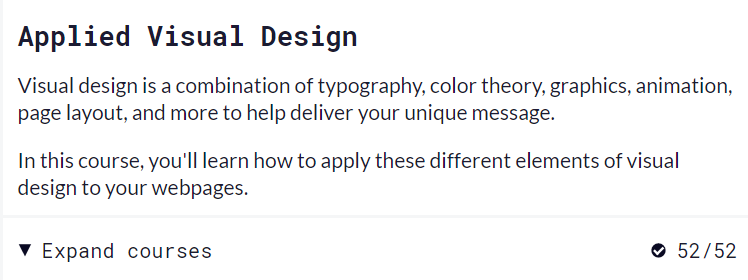 Applied Visual Design
Visual design is a combination of typography, color theory, graphics, animation,
page layout, and more to help deliver your unique message.
In this course, you'll learn how to apply these different elements of visual
design to your webpages.
Expand courses 52/52